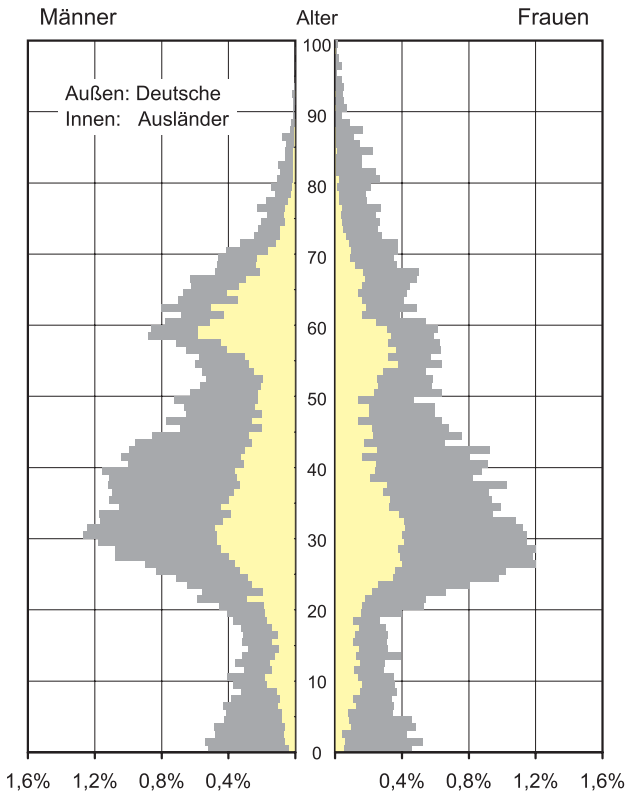 Männer Alter Frauen
100
Außen: Deutsche
Innen: Ausländer
90
80
70
60
50
40
30
20
10
0
1,6% 1,2% 0,8% 0,4% 0,4% 0,8% 1,2% 1,6%